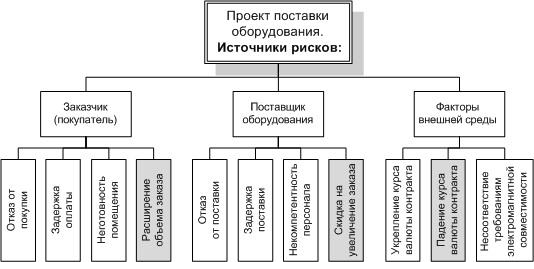 Проект поставки
оборудования.
Источники рисков:
Заказчик
(покупатель)
Поставщик
оборудования
Факторы
внешней среды
Отказ от
покупки
Задержка
оплаты
Неготовность
помещения
Расширение
объема заказа
Отказ
от поставки
Задержка
поставки
Некомпетентность
персонала
Скидка на
увеличение заказа
Укрепление курса
валюты контракта
Падение курса
валюты контракта
Несоответствие
требованиям
электромагнитной
совместимости